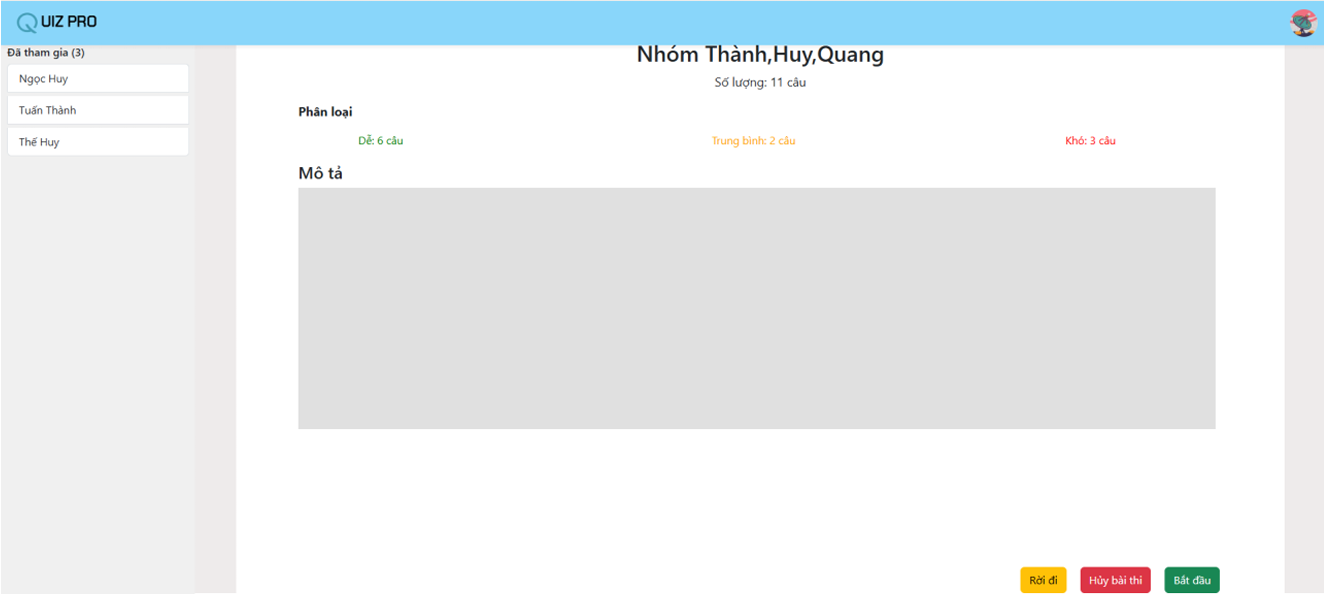 QUIZ PRO
Đã tham gia (3)
Ngọc Huy
Tuấn Thành
Thế Huy
Nhóm Thành,Huy,Quang
Số lượng: 11 câu
Phân loại
Dễ: 6 câu
Trung bình: 2 câu
Khó: 3 câu
Mô tả
Rời đi
Hủy bài thi
Bắt đầu